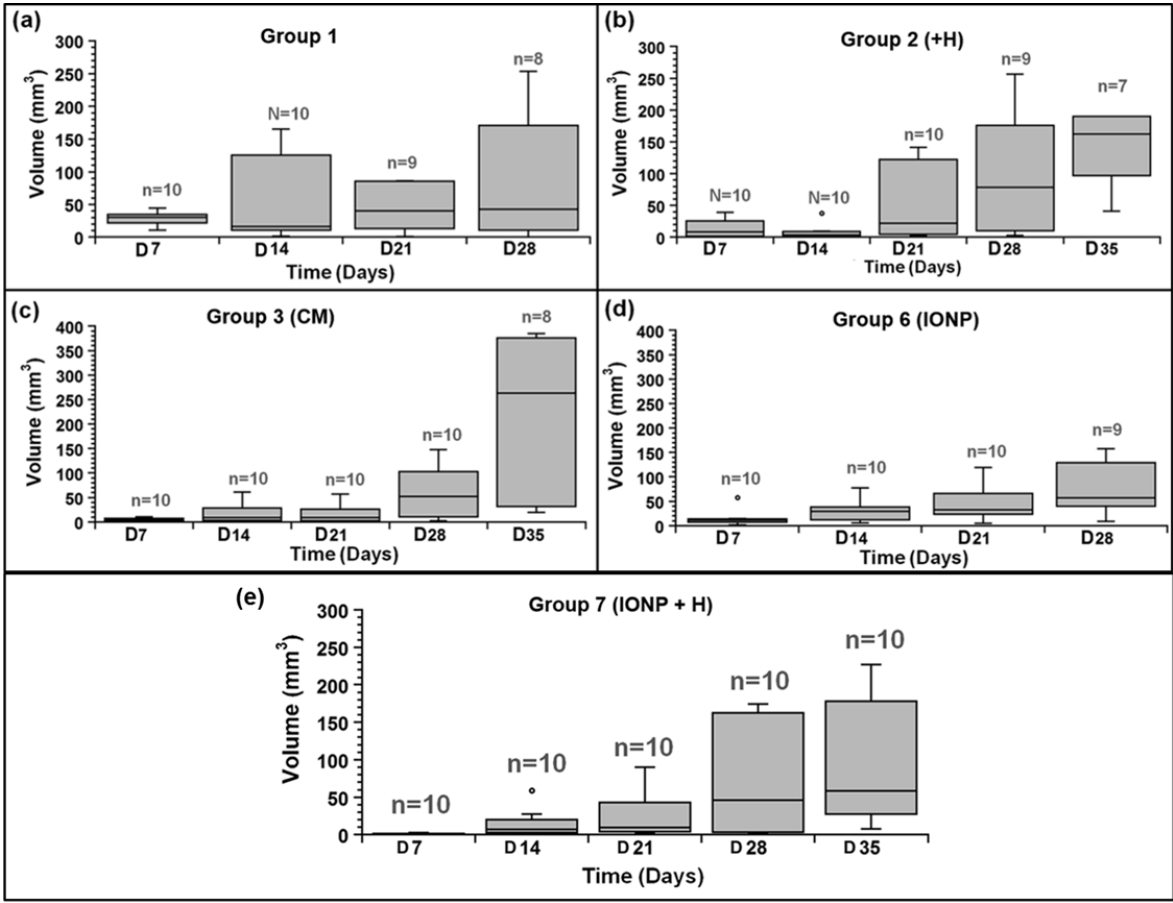 (a)
Group 1
Volume (mm³)
300
250
200
150
100
50
0
n=10
N=10
n=9
n=8
D7
D14
D21
D28
Time (Days)
(b)
Group 2 (+H)
Volume (mm³)
300
250
200
150
100
50
0
N=10
N=10
n=10
n=9
n=7
D7
D14
D21
D28
D35
Time (Days)
(c)
Group 3 (CM)
Volume (mm³)
400
350
300
250
200
150
100
50
0
n=10
n=10
n=10
n=10
n=8
D7
D14
D21
D28
D35
Time (Days)
(d)
Group 6 (IONP)
Volume (mm³)
400
350
300
250
200
150
100
50
0
n=10
n=10
n=10
n=9
D7
D14
D21
D28
Time (Days)
(e)
Group 7 (IONP + H)
Volume (mm³)
300
250
200
150
100
50
0
n=10
n=10
n=10
n=10
n=10
D7
D14
D21
D28
D35
Time (Days)